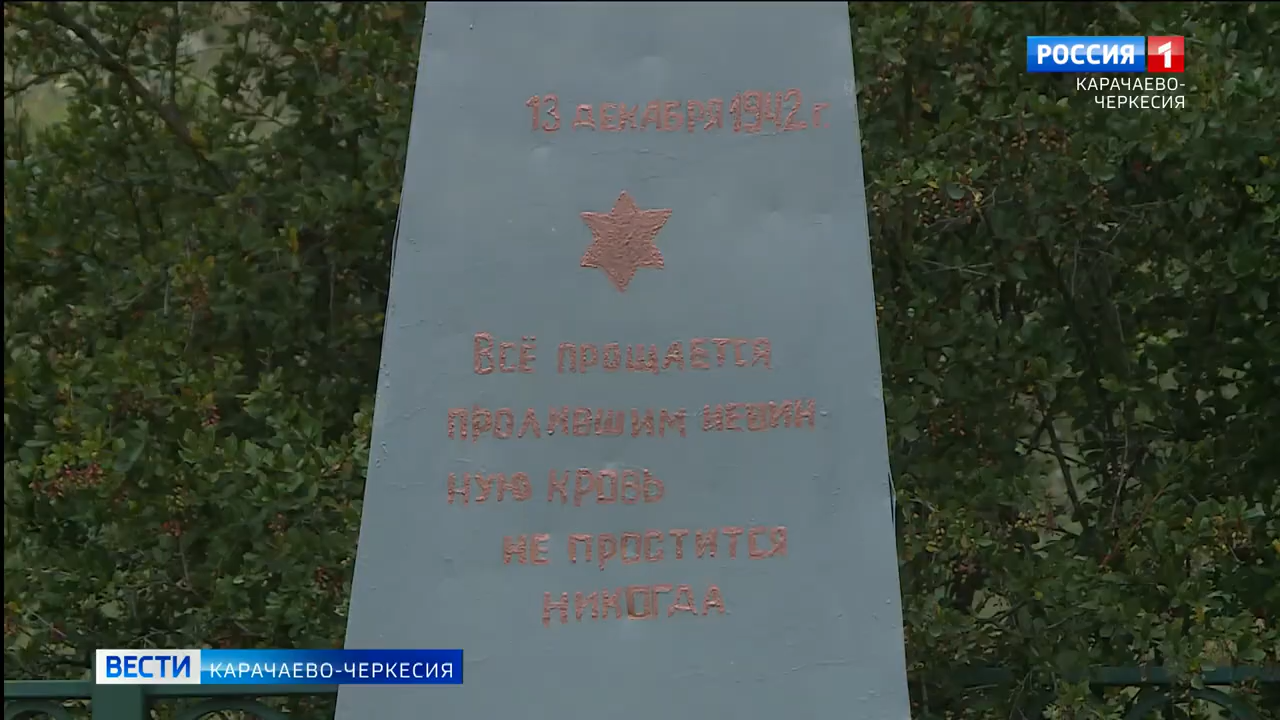 РОССИЯ 1
КАРАЧАЕВО-
ЧЕРКЕСИЯ
13 ДЕКАБРЯ 1942 г.
ВСЁ ПРОЩАЕТСЯ
ПРОЛИВШИМ НЕВИН
НУЮ КРОВЬ
НЕ ПРОСТИТСЯ
НИКОГДА
ВЕСТИ КАРАЧАЕВО-ЧЕРКЕСИЯ